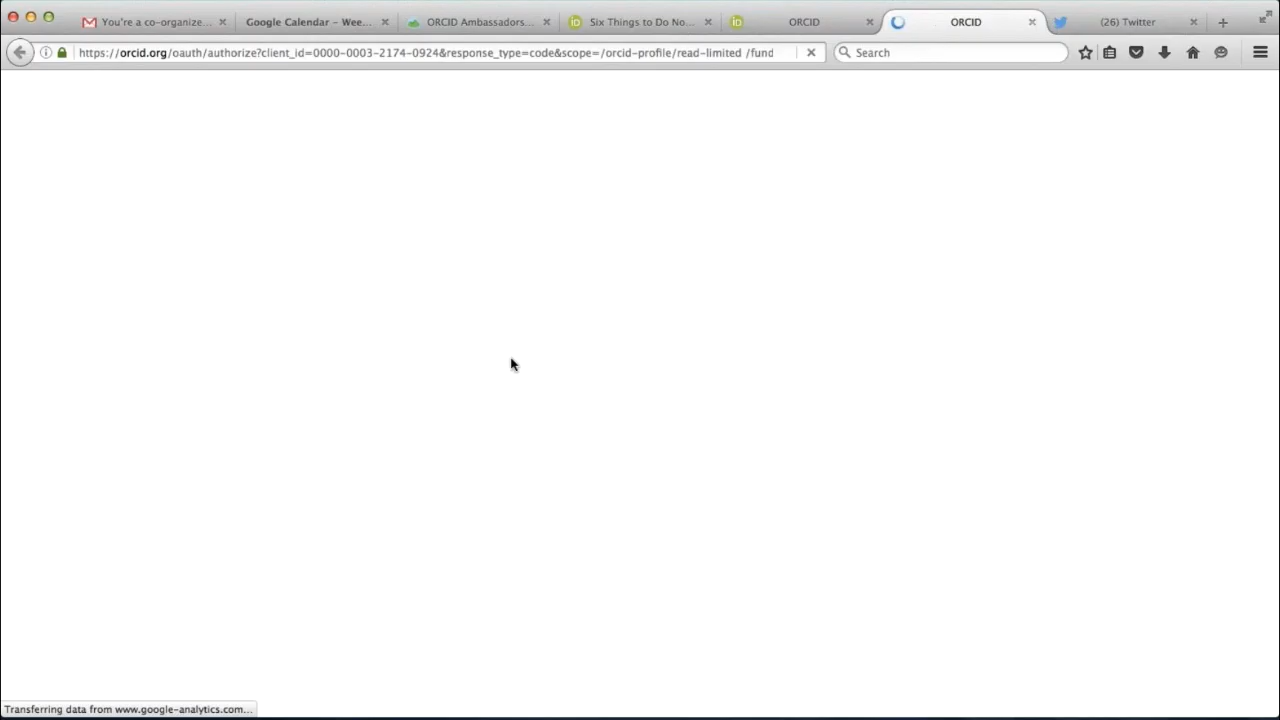 You're a co-organize...
Google Calendar – Wee...
ORCID Ambassadors...
iD Six Things to Do No...
iD ORCID
ORCID
(26) Twitter
https://orcid.org/oauth/authorize?client_id=0000-0003-2174-0924&response_type=code&scope=/orcid-profile/read-limited /fund
Search
Transferring data from www.google-analytics.com...